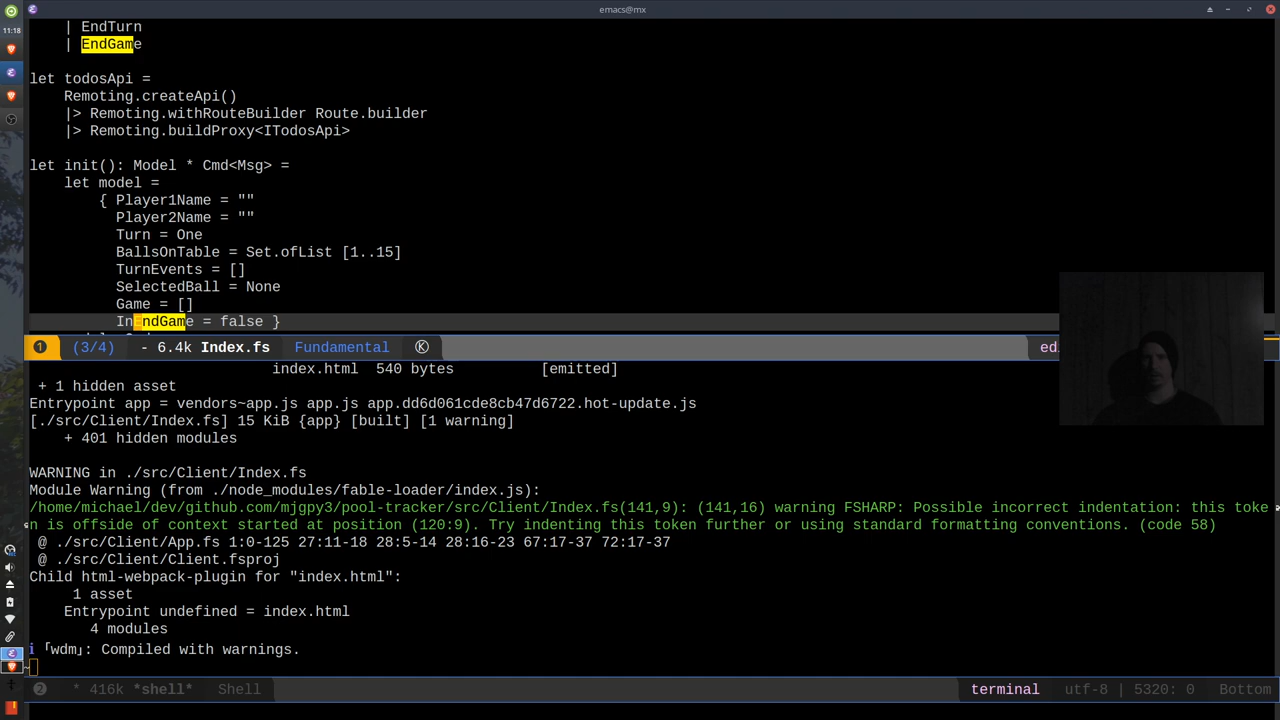 emacs@mx
11:18
| EndTurn
| EndGame
let todosApi =
Remoting.createApi()
|> Remoting.withRouteBuilder Route.builder
|> Remoting.buildProxy<ITodosApi>
let init(): Model * Cmd<Msg> =
let model =
{ Player1Name = ""
Player2Name = ""
Turn = One
BallsOnTable = Set.ofList [1..15]
TurnEvents = []
SelectedBall = None
Game = []
InEndGame = false }
1 (3/4) - 6.4k Index.fs Fundamental K edi
index.html 540 bytes [emitted]
+ 1 hidden asset
Entrypoint app = vendors~app.js app.js app.dd6d061cde8cb47d6722.hot-update.js
[./src/Client/Index.fs] 15 KiB {app} [built] [1 warning]
+ 401 hidden modules
WARNING in ./src/Client/Index.fs
Module Warning (from ./node_modules/fable-loader/index.js):
/home/michael/dev/github.com/mjgpy3/pool-tracker/src/Client/Index.fs(141,9): (141,16) warning FSHARP: Possible incorrect indentation: this toke
n is offside of context started at position (120:9). Try indenting this token further or using standard formatting conventions. (code 58)
@ ./src/Client/App.fs 1:0-125 27:11-18 28:5-14 28:16-23 67:17-37 72:17-37
@ ./src/Client/Client.fsproj
Child html-webpack-plugin for "index.html":
1 asset
Entrypoint undefined = index.html
4 modules
i ｢wdm｣: Compiled with warnings.
2 * 416k *shell* Shell terminal utf-8 | 5320: 0 Bottom